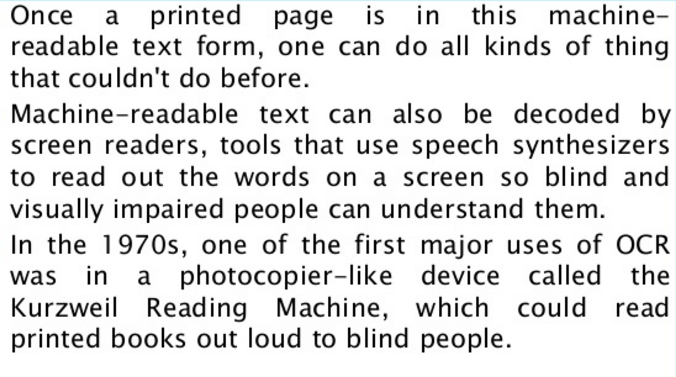 Once a printed page is in this machine-
readable text form, one can do all kinds of thing
that couldn't do before.
Machine-readable text can also be decoded by
screen readers, tools that use speech synthesizers
to read out the words on a screen so blind and
visually impaired people can understand them.
In the 1970s, one of the first major uses of OCR
was in a photocopier-like device called the
Kurzweil Reading Machine, which could read
printed books out loud to blind people.